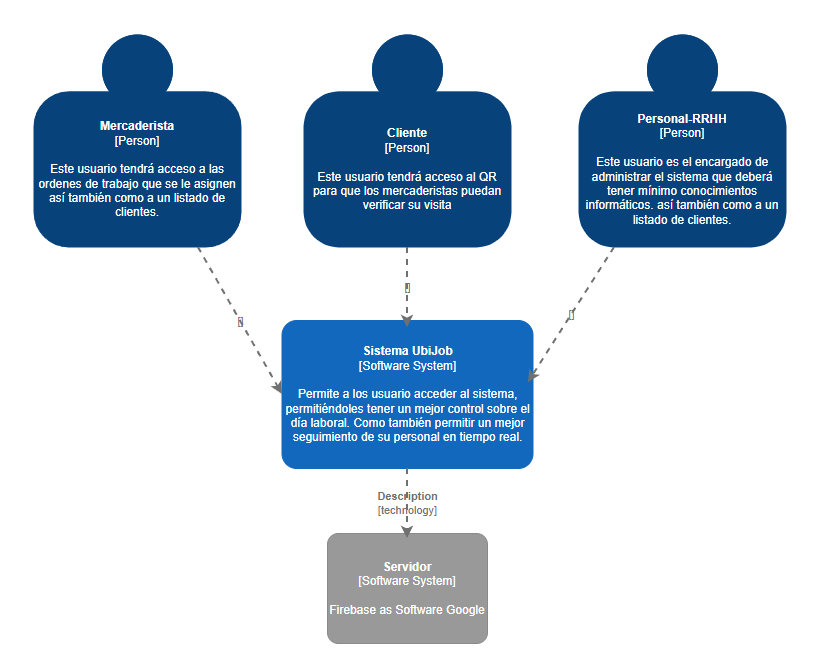 Mercaderista
[Person]
Este usuario tendrá acceso a las
ordenes de trabajo que se le asignen
así también como a un listado de
clientes.
Cliente
[Person]
Este usuario tendrá acceso al QR
para que los mercaderistas puedan
verificar su visita
Personal-RRHH
[Person]
Este usuario es el encargado de
administrar el sistema que deberá
tener mínimo conocimientos
informáticos. así también como a un
listado de clientes.
Sistema UbiJob
[Software System]
Permite a los usuario acceder al sistema,
permitiéndoles tener un mejor control sobre el
día laboral. Como también permitir un mejor
seguimiento de su personal en tiempo real.
Description
[technology]
Servidor
[Software System]
Firebase as Software Google